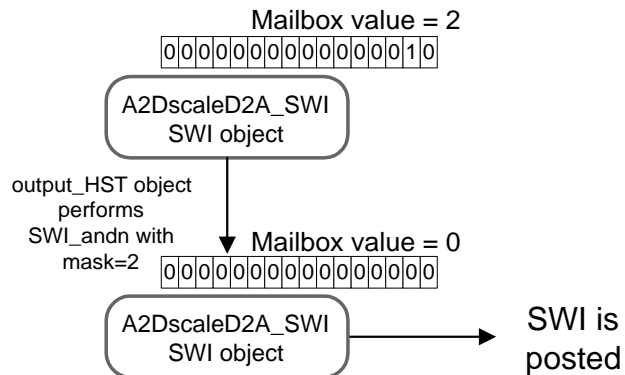 Mailbox value = 2
0000000000000010
A2DscaleD2A_SWI
SWI object
output_HST object
performs
SWI_andn with
mask=2
Mailbox value = 0
0000000000000000
A2DscaleD2A_SWI
SWI object
SWI is
posted